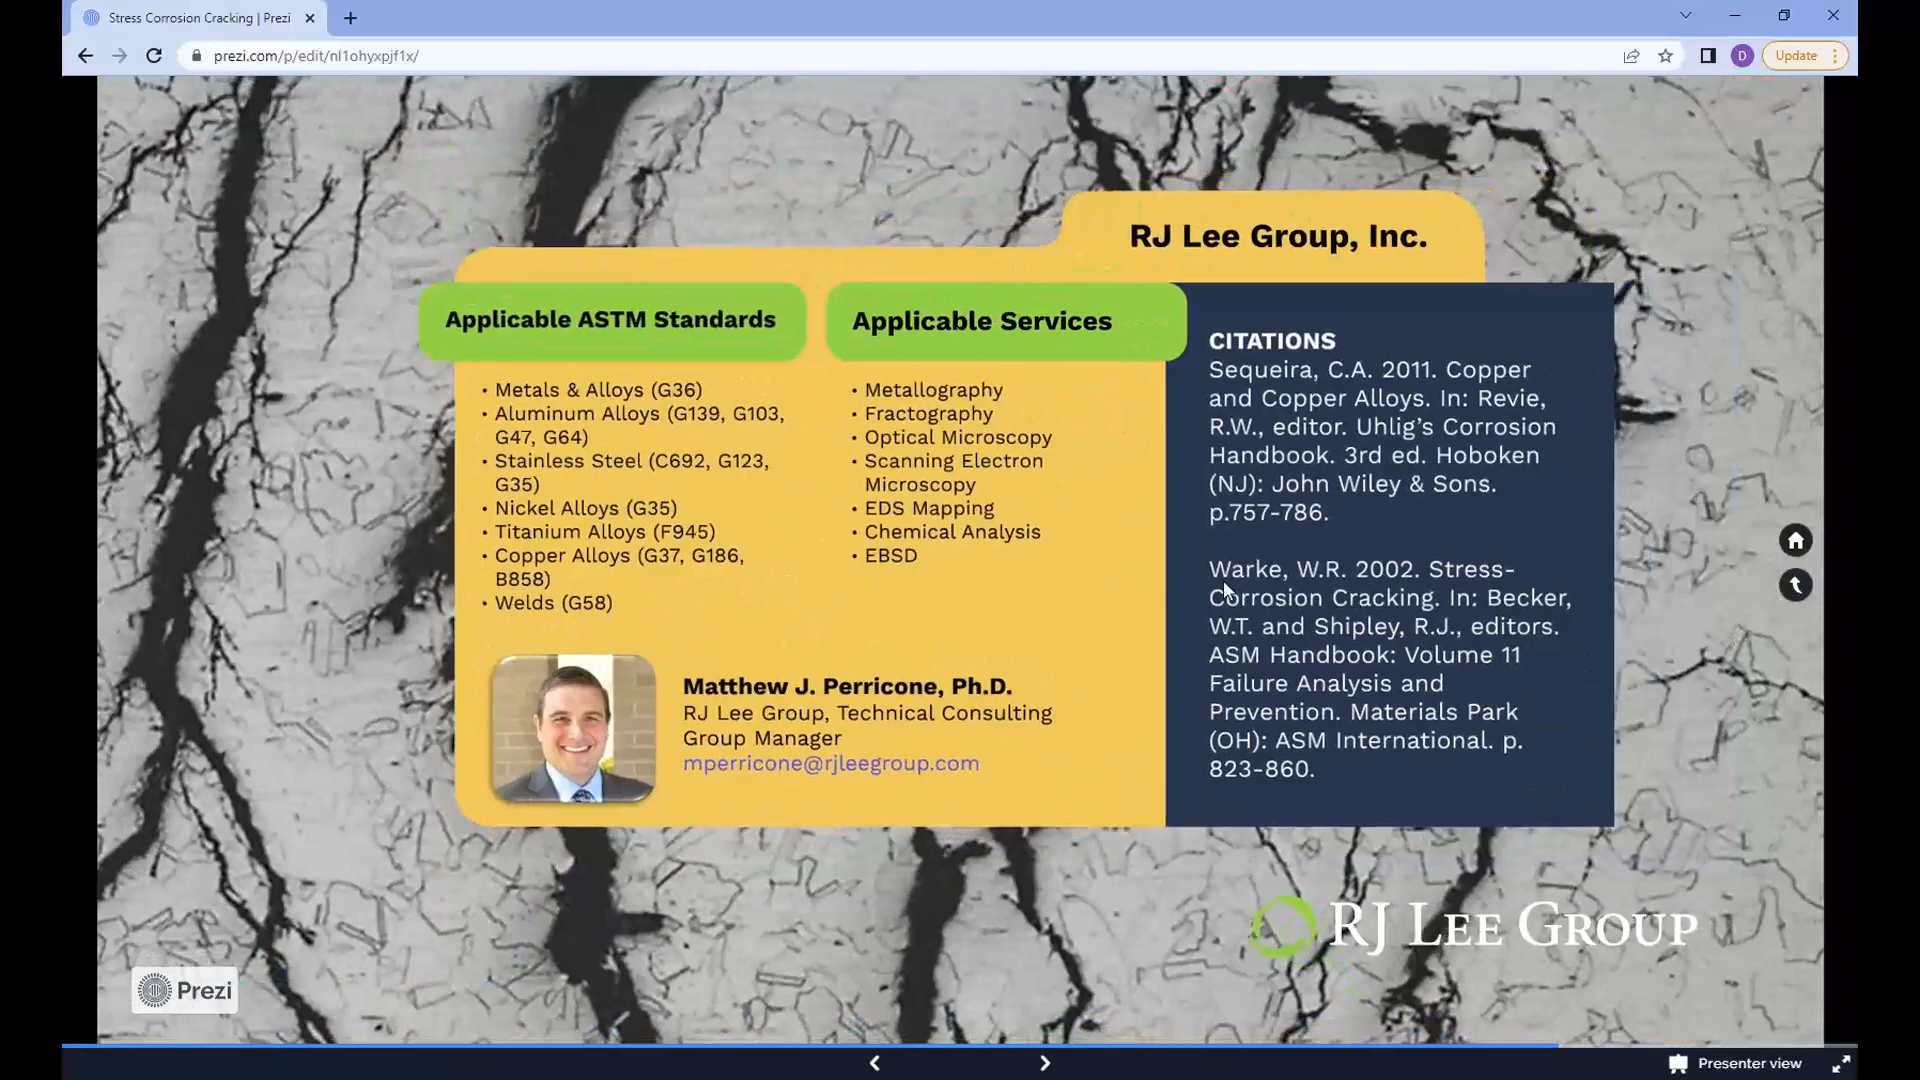 Stress Corrosion Cracking | Prezi
prezi.com/p/edit/nl1ohyxpjf1x/
D
Update
RJ Lee Group, Inc.
Applicable ASTM Standards
• Metals & Alloys (G36)
• Aluminum Alloys (G139, G103,
G47, G64)
• Stainless Steel (C692, G123,
G35)
• Nickel Alloys (G35)
• Titanium Alloys (F945)
• Copper Alloys (G37, G186,
B858)
• Welds (G58)
Applicable Services
• Metallography
• Fractography
• Optical Microscopy
• Scanning Electron
Microscopy
• EDS Mapping
• Chemical Analysis
• EBSD
Matthew J. Perricone, Ph.D.
RJ Lee Group, Technical Consulting
Group Manager
mperricone@rjleegroup.com
CITATIONS
Sequeira, C.A. 2011. Copper
and Copper Alloys. In: Revie,
R.W., editor. Uhlig’s Corrosion
Handbook. 3rd ed. Hoboken
(NJ): John Wiley & Sons.
p.757-786.
Warke, W.R. 2002. Stress-
Corrosion Cracking. In: Becker,
W.T. and Shipley, R.J., editors.
ASM Handbook: Volume 11
Failure Analysis and
Prevention. Materials Park
(OH): ASM International. p.
823-860.
RJ LEE GROUP
Prezi
Presenter view